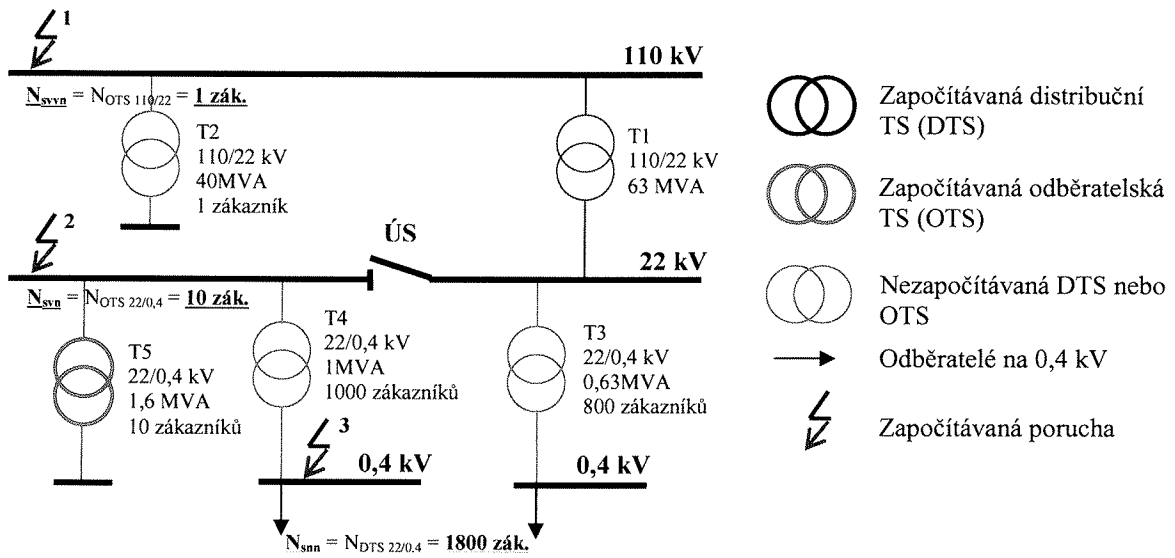 1
110 kV
N_svvn = N_OTS 110/22 = 1 zák.
T2
110/22 kV
40MVA
1 zákazník
T1
110/22 kV
63 MVA
2
ÚS
22 kV
N_svn = N_OTS 22/0,4 = 10 zák.
T5
22/0,4 kV
1,6 MVA
10 zákazníků
T4
22/0,4 kV
1MVA
1000 zákazníků
T3
22/0,4 kV
0,63MVA
800 zákazníků
3
0,4 kV
0,4 kV
N_snn = N_DTS 22/0,4 = 1800 zák.
Započítávaná distribuční
TS (DTS)
Započítávaná odběratelská
TS (OTS)
Nezapočítávaná DTS nebo
OTS
Odběratelé na 0,4 kV
Započítávaná porucha